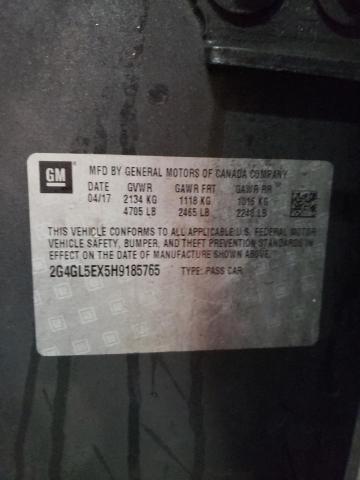 GM
MFD BY GENERAL MOTORS OF CANADA COMPANY
DATE GVWR GAWR FRT GAWR RR
04/17 2134 KG 1118 KG 1016 KG
4705 LB 2465 LB 2240 LB
THIS VEHICLE CONFORMS TO ALL APPLICABLE U.S. FEDERAL MOTOR
VEHICLE SAFETY, BUMPER, AND THEFT PREVENTION STANDARDS
IN EFFECT ON THE DATE OF MANUFACTURE SHOWN ABOVE.
2G4GL5EX5H9185765 TYPE: PASS CAR